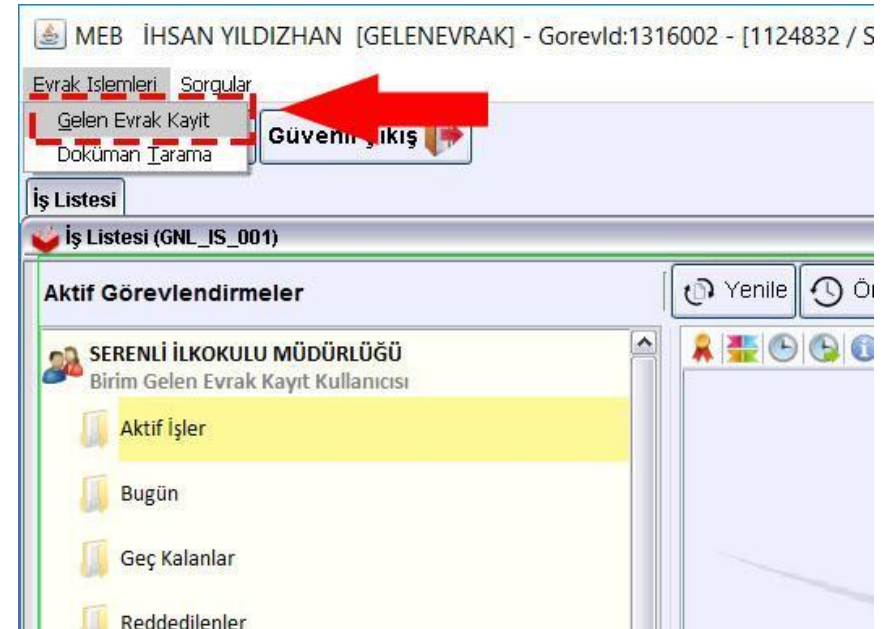 MEB İHSAN YILDIZHAN [GELENEVRAK] - GorevId:1316002 - [1124832 / S
Evrak Islemleri Sorgular
Gelen Evrak Kayit
Güvenli Çıkış
Doküman Tarama
İş Listesi
İş Listesi (GNL_IS_001)
Aktif Görevlendirmeler
Yenile
SERENLİ İLKOKULU MÜDÜRLÜĞÜ
Birim Gelen Evrak Kayıt Kullanıcısı
Aktif İşler
Bugün
Geç Kalanlar
Reddedilenler